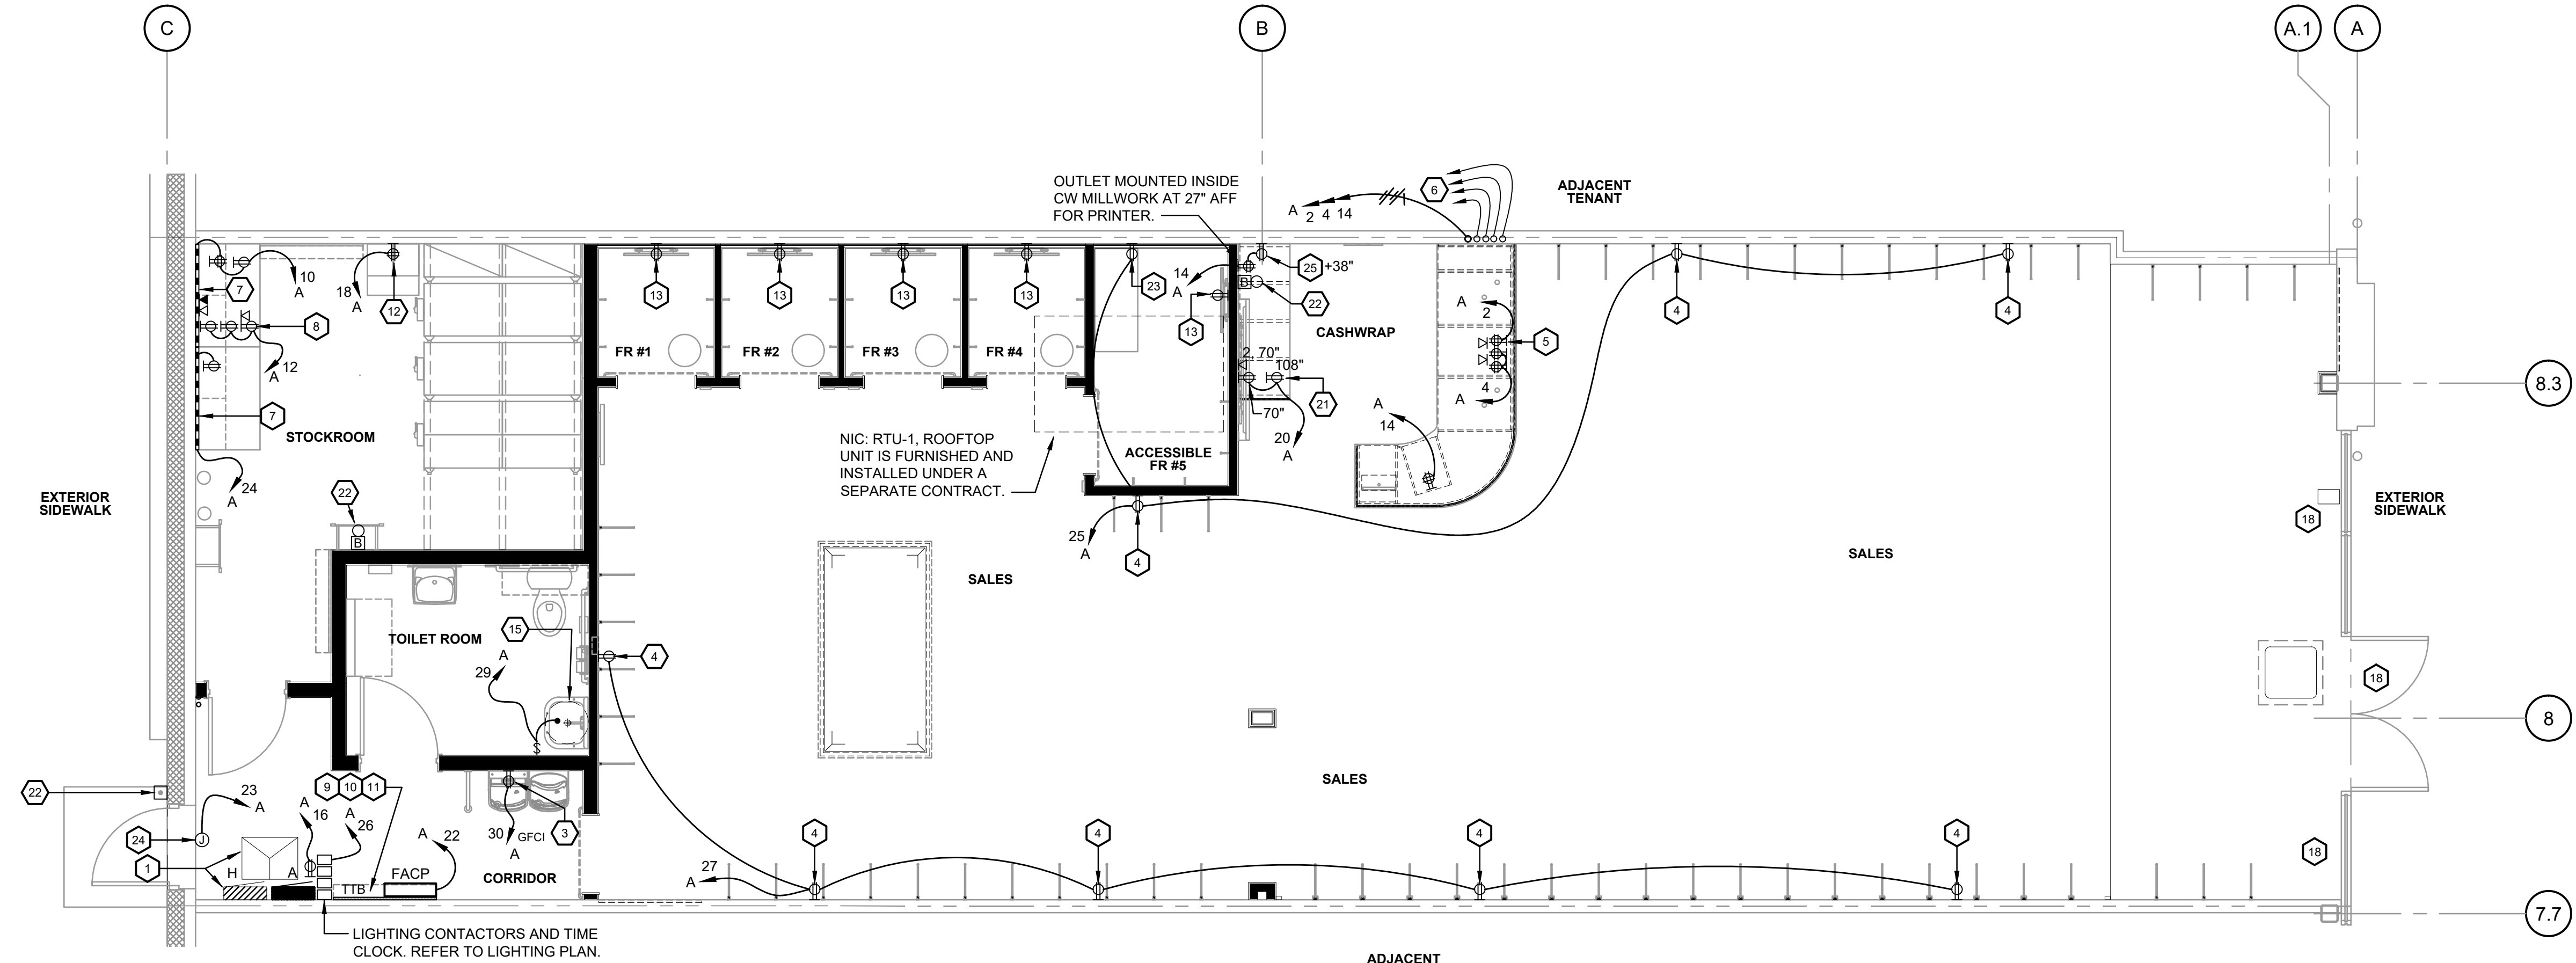 C
B
A.1
A
OUTLET MOUNTED INSIDE
CW MILLWORK AT 27" AFF
FOR PRINTER.
A 2 4 14
6
ADJACENT
TENANT
10
A
18
A
12
7
8
12
A
7
STOCKROOM
24
A
22
B
13
13
13
13
FR #1
FR #2
FR #3
FR #4
23
14
A
B
25
+38"
22
13
CASHWRAP
2, 70"
108"
70"
21
20
A
A
2
5
4
A
A
14
4
4
8.3
NIC: RTU-1, ROOFTOP
UNIT IS FURNISHED AND
INSTALLED UNDER A
SEPARATE CONTRACT.
ACCESSIBLE
FR #5
25
A
4
EXTERIOR
SIDEWALK
EXTERIOR
SIDEWALK
18
SALES
SALES
TOILET ROOM
15
A
29
$
4
18
8
SALES
22
23
A
9
10
11
A
16
A
26
A
22
30
GFCI
A
3
24
J
1
H
A
TTB
FACP
CORRIDOR
27
A
4
4
4
4
18
7.7
LIGHTING CONTACTORS AND TIME
CLOCK. REFER TO LIGHTING PLAN.
ADJACENT